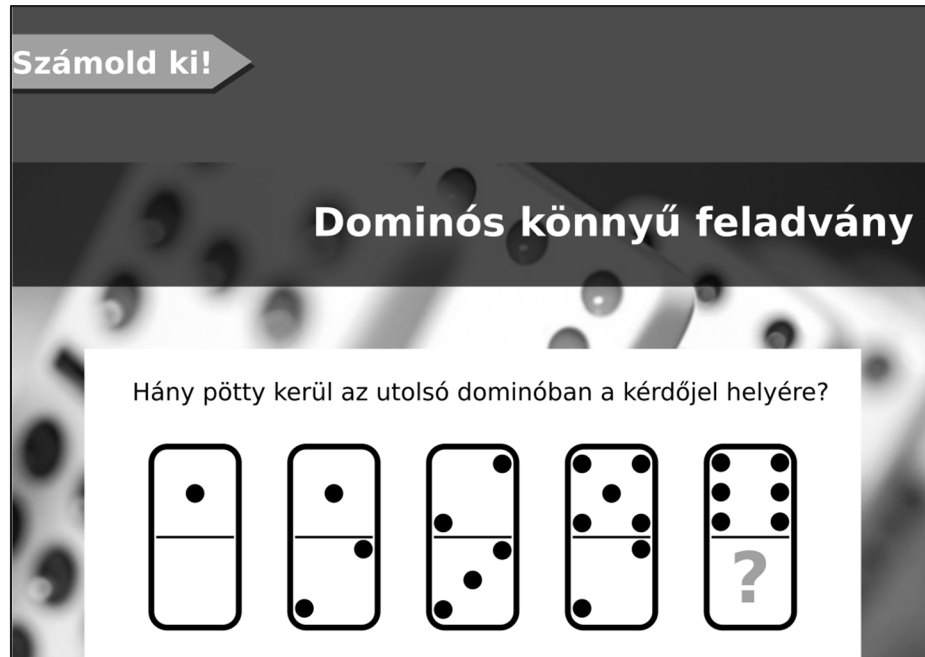 Számold ki!
Dominós könnyű feladvány
Hány pötty kerül az utolsó dominóban a kérdőjel helyére?
?